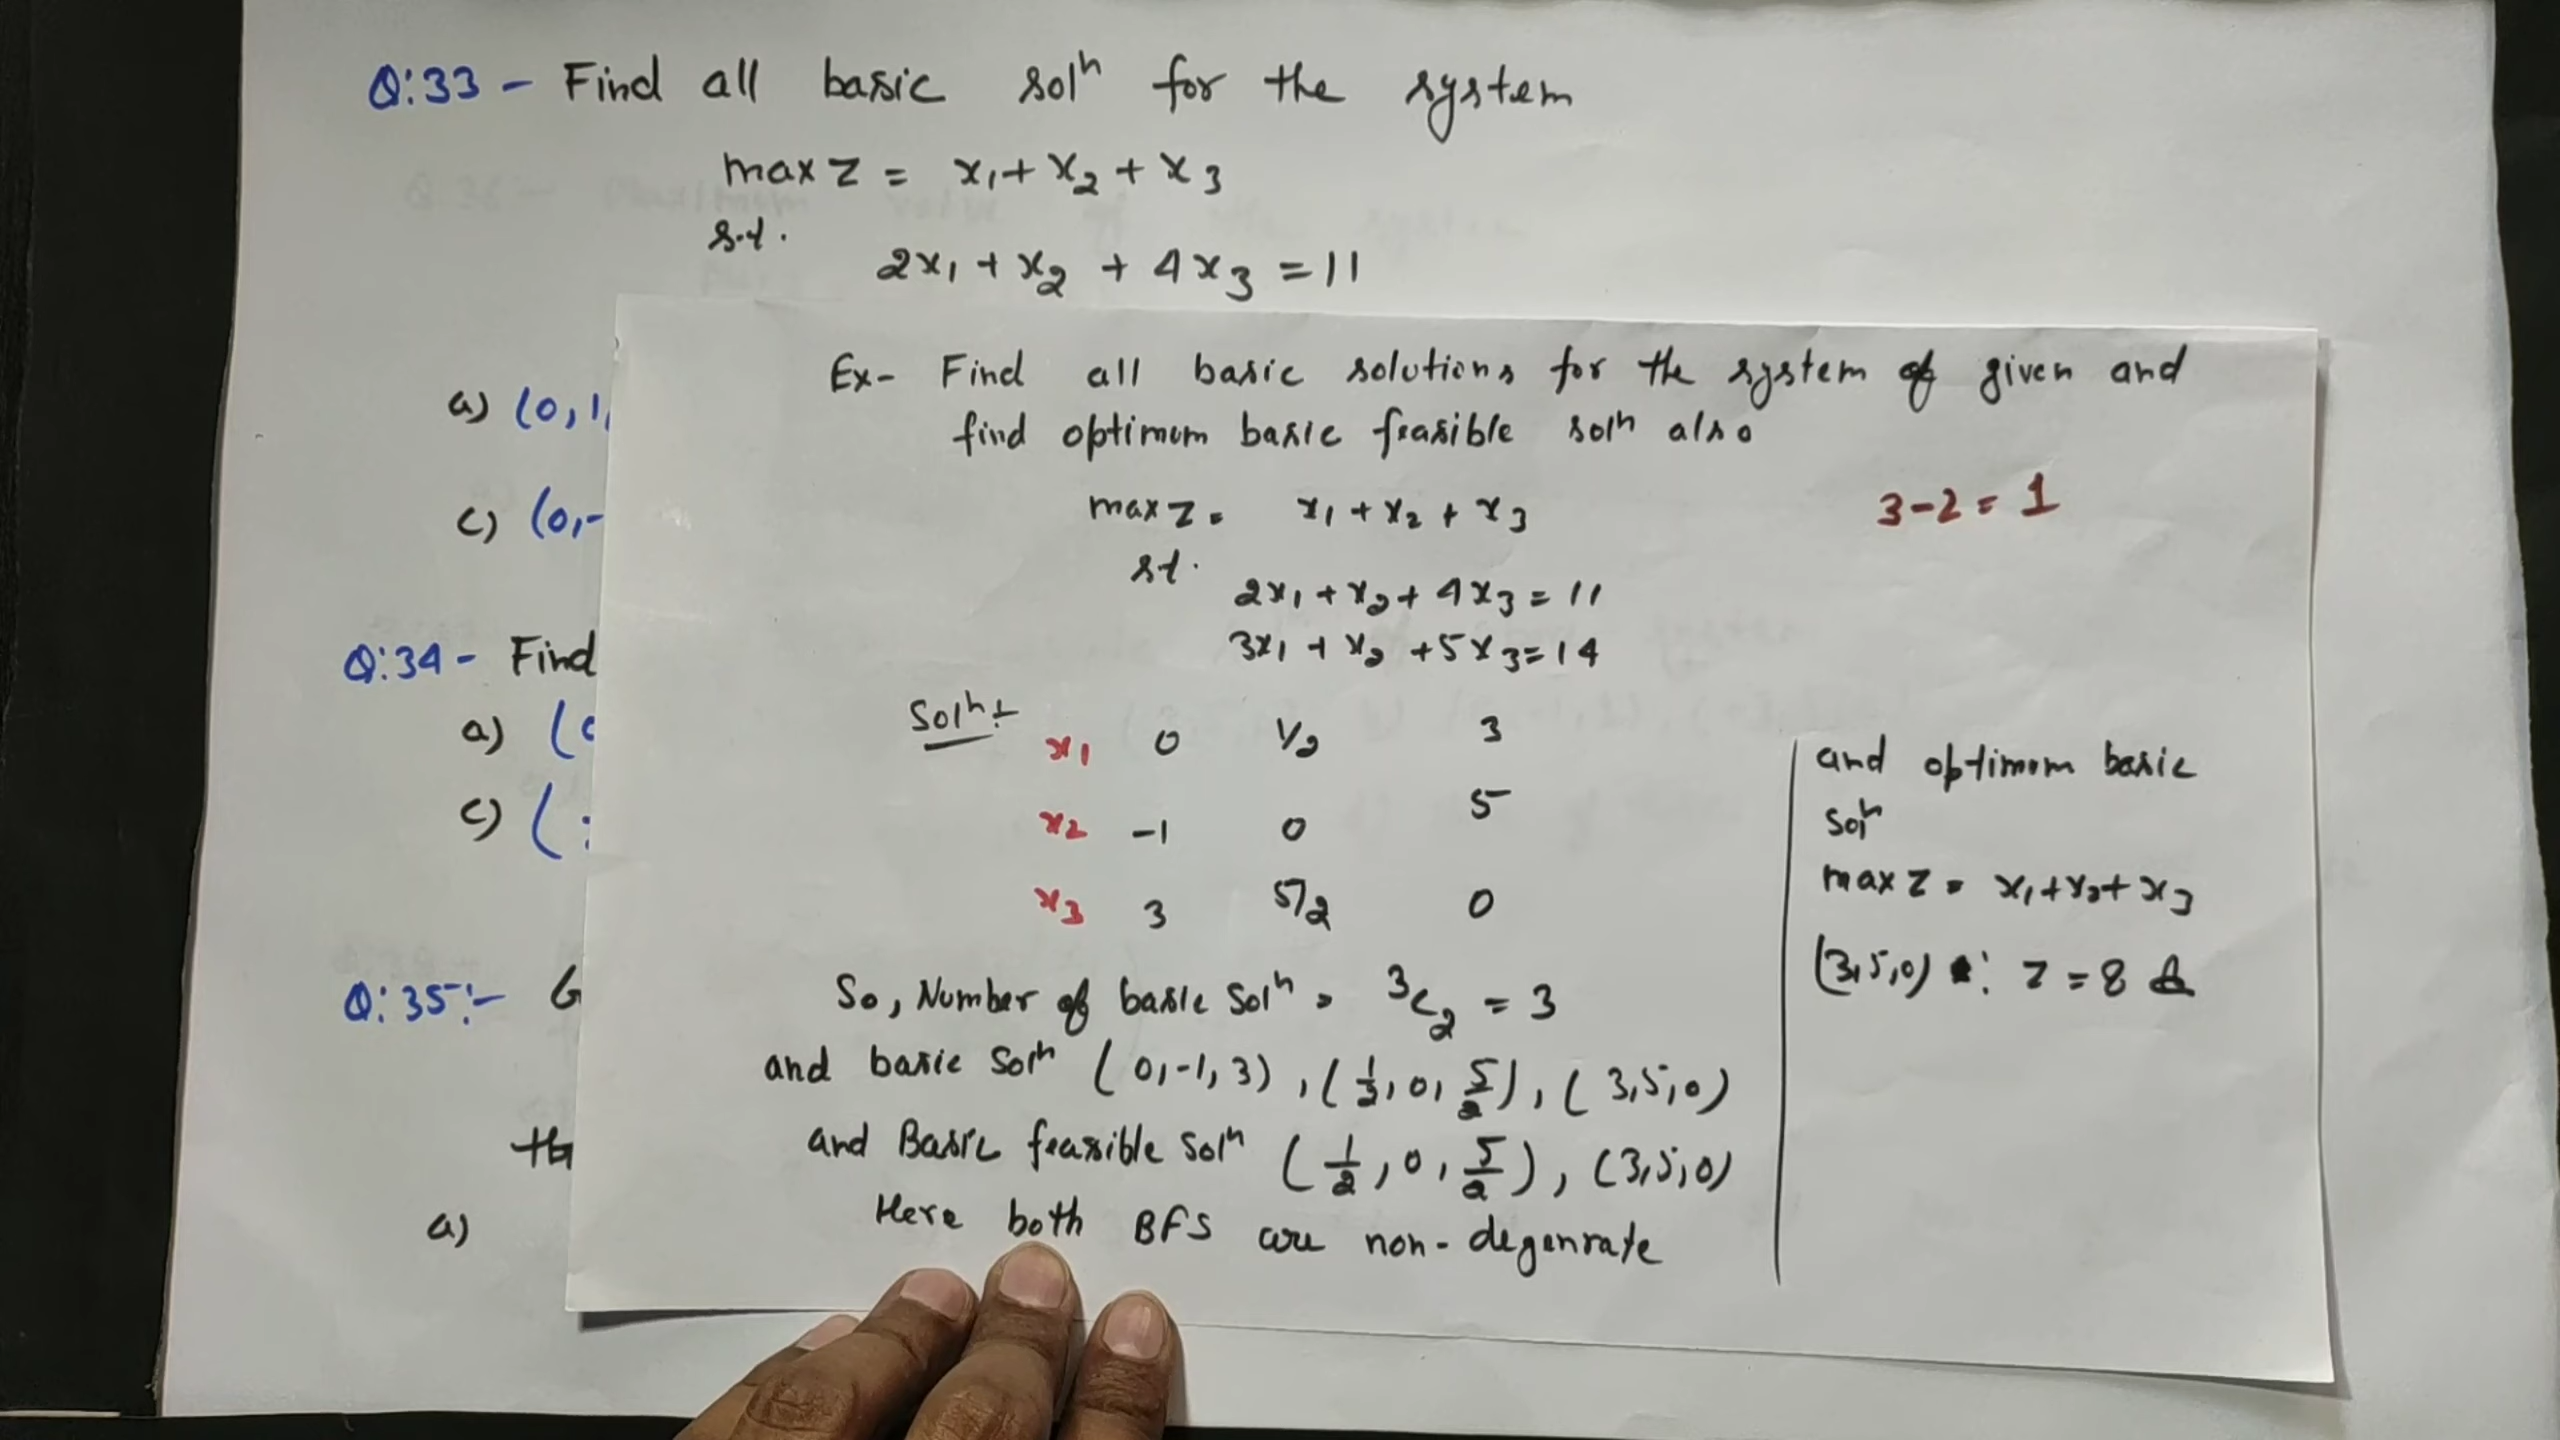 Q:33 - Find all basic solⁿ for the system
max z = x₁ + x₂ + x₃
s.t.
2x₁ + x₂ + 4x₃ = 11
a) (0, 1,
c) (0, -
Q:34 - Find
a) (
c) (
Q:35:-
a)
Ex- Find all basic solutions for the system of given and
find optimum basic feasible solⁿ also
max z = x₁ + x₂ + x₃
3-2 = 1
st.
2x₁ + x₂ + 4x₃ = 11
3x₁ + x₂ + 5x₃ = 14
Solⁿ:-
x₁ 0 1/2 3
x₂ -1 0 5
x₃ 3 5/2 0
So, Number of basic solⁿ = ³C₂ = 3
and basic solⁿ (0, -1, 3), (1/2, 0, 5/2), (3, 5, 0)
and Basic feasible solⁿ (1/2, 0, 5/2), (3, 5, 0)
Here both BFS are non-degenrate
and optimum basic
solⁿ
max z = x₁ + x₂ + x₃
(3, 5, 0) : z = 8